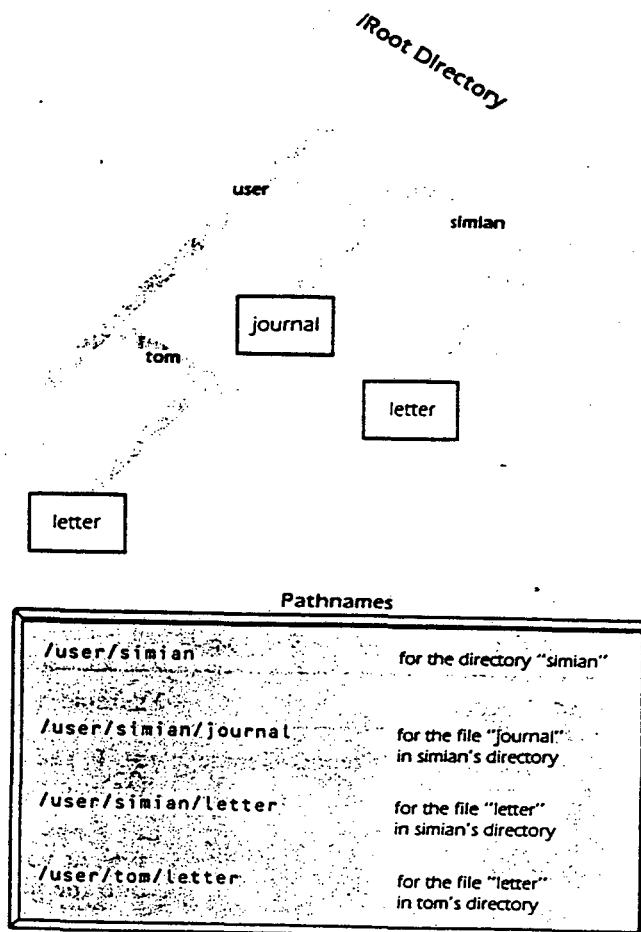 /Root Directory
user
simian
journal
tom
letter
letter
Pathnames
/user/simian for the directory "simian"
/user/simian/journal for the file "journal"
in simian's directory
/user/simian/letter for the file "letter"
in simian's directory
/user/tom/letter for the file "letter"
in tom's directory